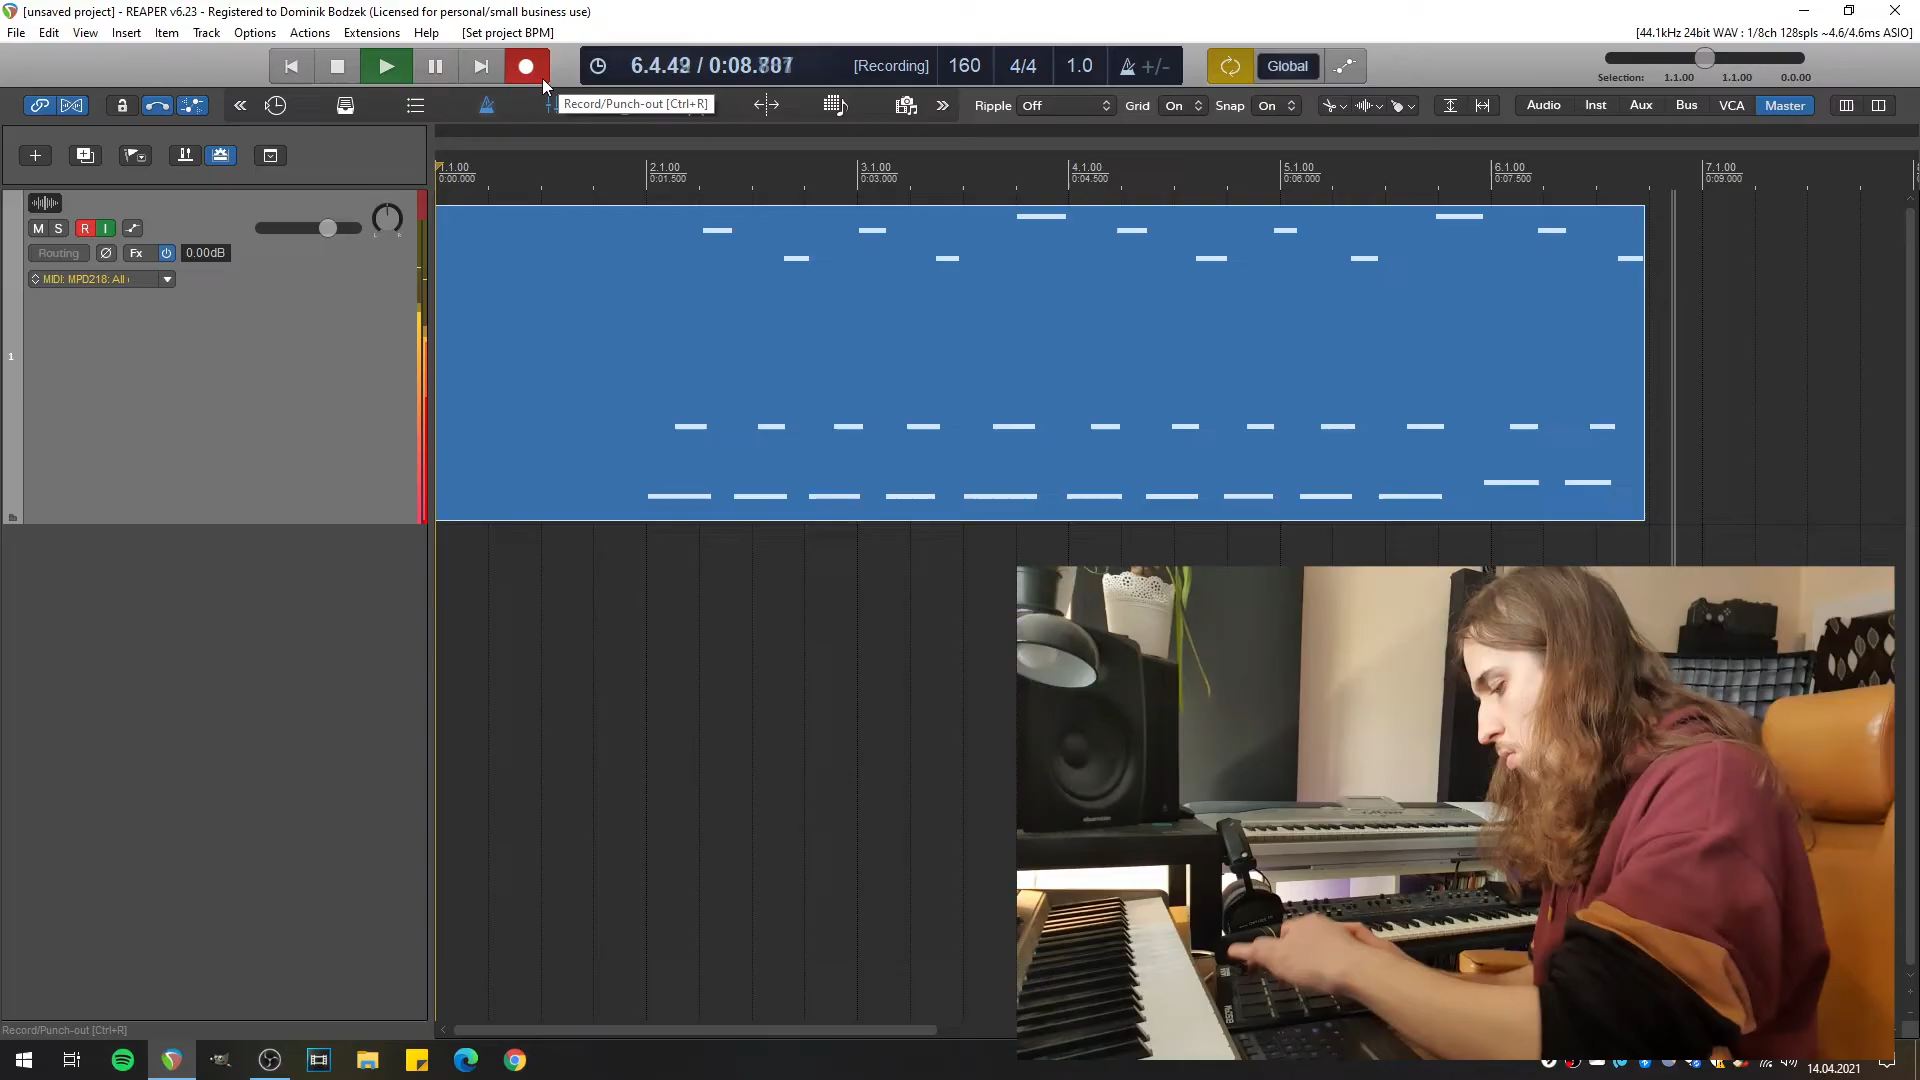 [unsaved project] - REAPER v6.23 - Registered to Dominik Bodzek (Licensed for personal/small business use)
File Edit View Insert Item Track Options Actions Extensions Help [Set project BPM]
[44.1kHz 24bit WAV : 1/8ch 128spls ~4.6/4.6ms ASIO]
[Recording] 160 4/4 1.0 +/- Global
Selection: 1.1.00 1.1.00 0.0.00
Record/Punch-out [Ctrl+R]
Ripple Off Grid On Snap On Audio Inst Aux Bus VCA Master
1.1.00 2.1.00 3.1.00 4.1.00 5.1.00 6.1.00 7.1.00
0:00.000 0:01.500 0:03.000 0:04.500 0:06.000 0:07.500 0:09.000
M S R I
L R
Routing Ø Fx 0.00dB
MIDI: MPD218: All
1
Record/Punch-out [Ctrl+R]
14.04.2021